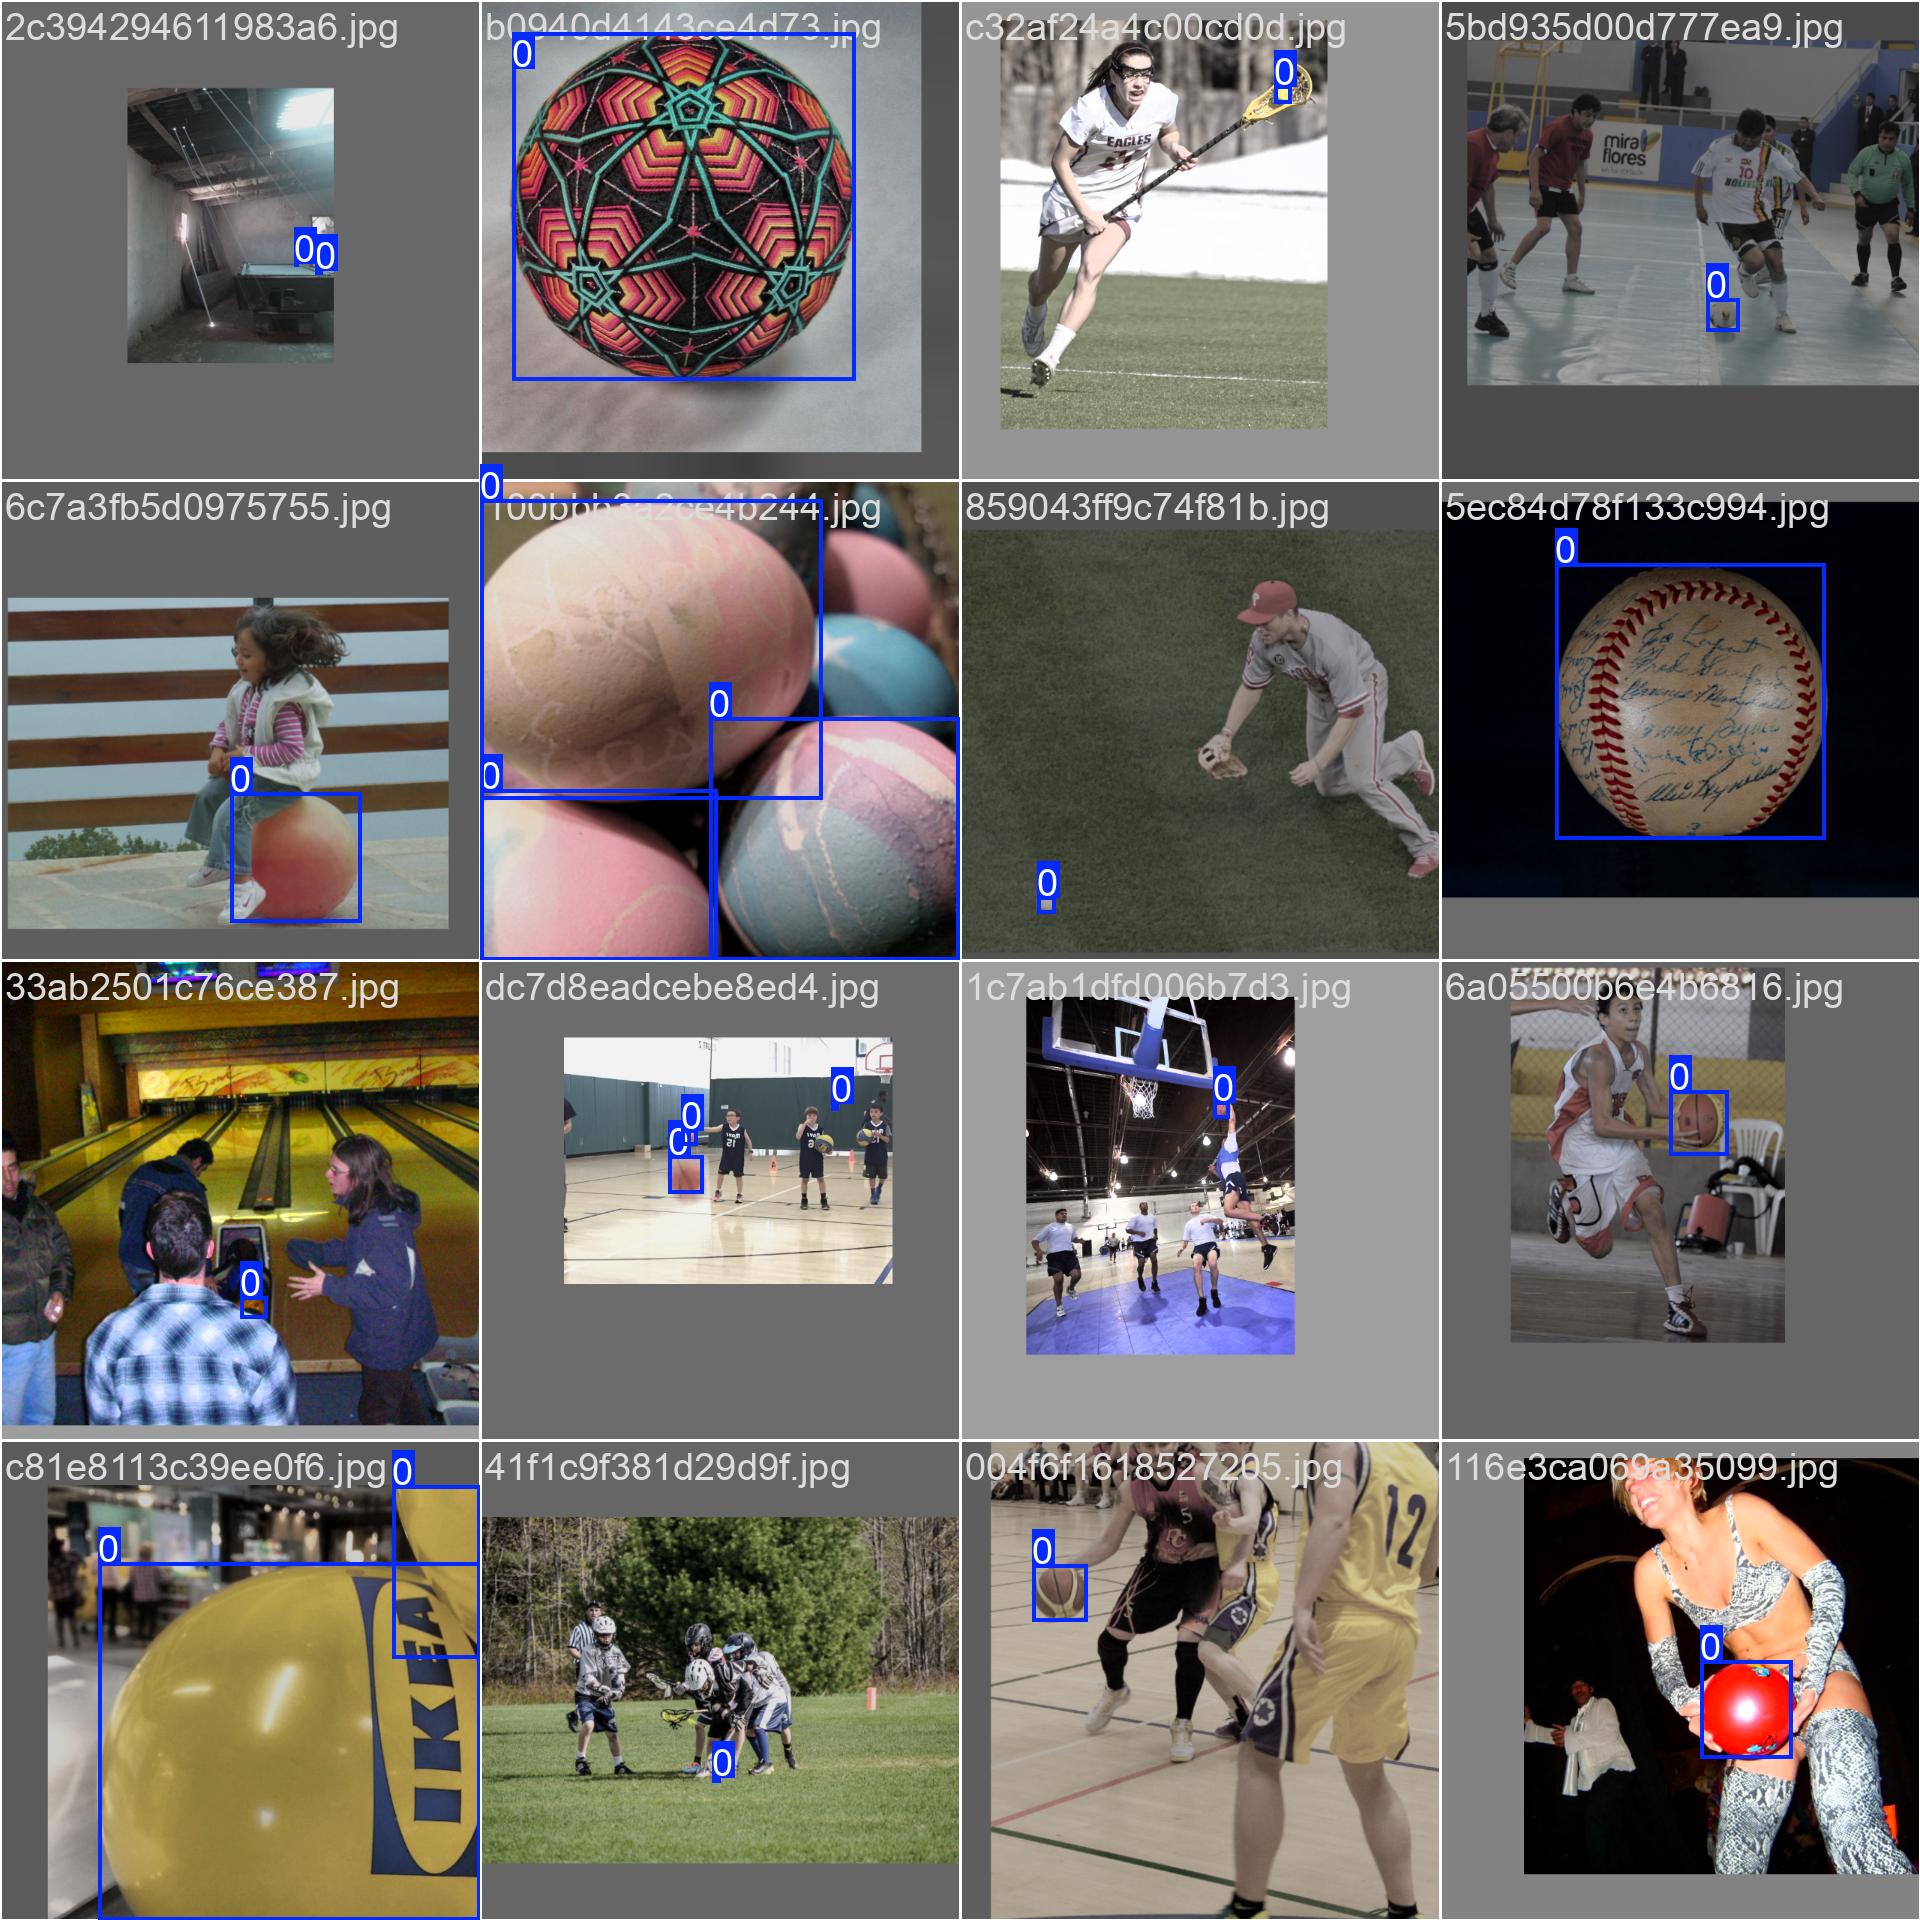 2c394294611983a6.jpg
b0940d4143ce4d73.jpg
c32af24a4c00cd0d.jpg
5bd935d00d777ea9.jpg
0
0
0
0
0
EAGLES
mira
flores
10
BOLIVIA
0
6c7a3fb5d0975755.jpg
100bbb3a2ce4b244.jpg
859043ff9c74f81b.jpg
5ec84d78f133c994.jpg
0
0
0
0
0
0
P
33ab2501c76ce387.jpg
dc7d8eadcebe8ed4.jpg
1c7ab1dfd006b7d3.jpg
6a05500b6e4b6816.jpg
0
0
0
0
0
0
21
c81e8113c39ee0f6.jpg
41f1c9f381d29d9f.jpg
004f6f1618527205.jpg
116e3ca069a35099.jpg
0
0
IKEA
0
0
12
0